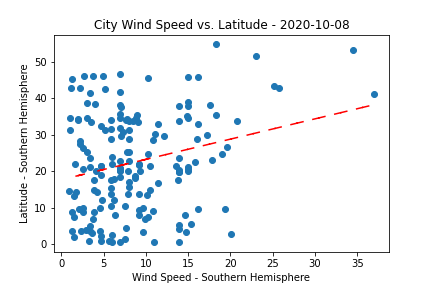 City Wind Speed vs. Latitude - 2020-10-08
Latitude - Southern Hemisphere
50
40
30
20
10
0
0 5 10 15 20 25 30 35
Wind Speed - Southern Hemisphere